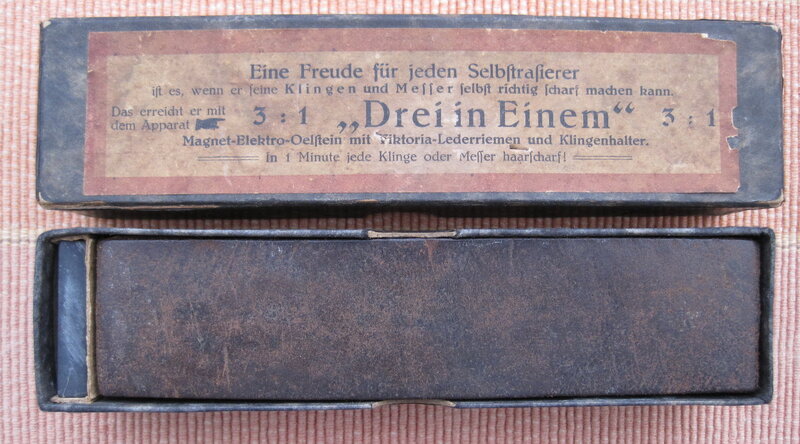 Eine Freude für jeden Selbſtraſierer
iſt es, wenn er ſeine Klingen und Meſſer ſelbſt richtig ſcharf machen kann.
Das erreicht er mit
dem Apparat
3 : 1 „Drei in Einem“ 3 : 1
Magnet-Elektro-Oelſtein mit Viktoria-Lederriemen und Klingenhalter.
In 1 Minute jede Klinge oder Meſſer haarſcharf!